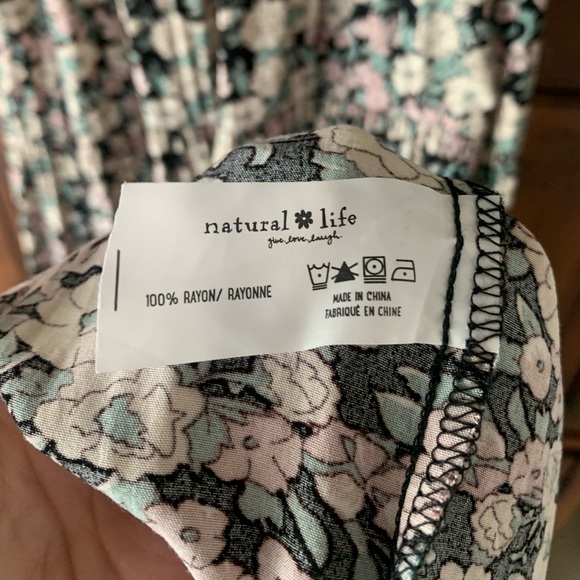 natural life
give.love.laugh.
100% RAYON/ RAYONNE
MADE IN CHINA
FABRIQUÉ EN CHINE